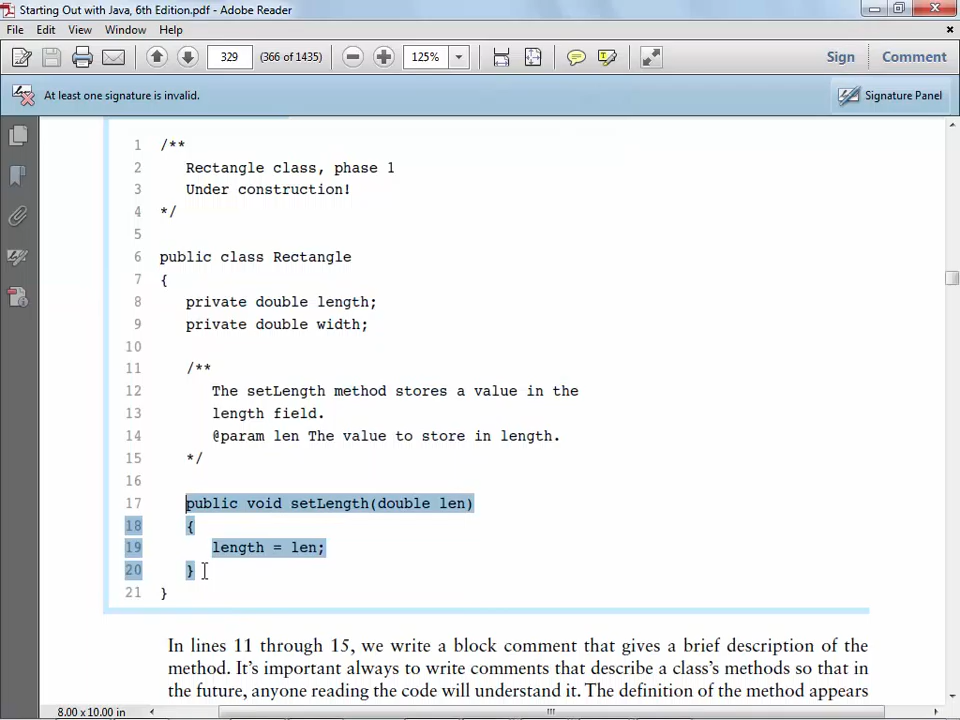 Starting Out with Java, 6th Edition.pdf - Adobe Reader
File Edit View Window Help
329 (366 of 1435) 125% Sign Comment
At least one signature is invalid. Signature Panel
1 /**
2 Rectangle class, phase 1
3 Under construction!
4 */
5
6 public class Rectangle
7 {
8 private double length;
9 private double width;
10
11 /**
12 The setLength method stores a value in the
13 length field.
14 @param len The value to store in length.
15 */
16
17 public void setLength(double len)
18 {
19 length = len;
20 }
21 }
In lines 11 through 15, we write a block comment that gives a brief description of the
method. It's important always to write comments that describe a class's methods so that in
the future, anyone reading the code will understand it. The definition of the method appears
8.00 x 10.00 in